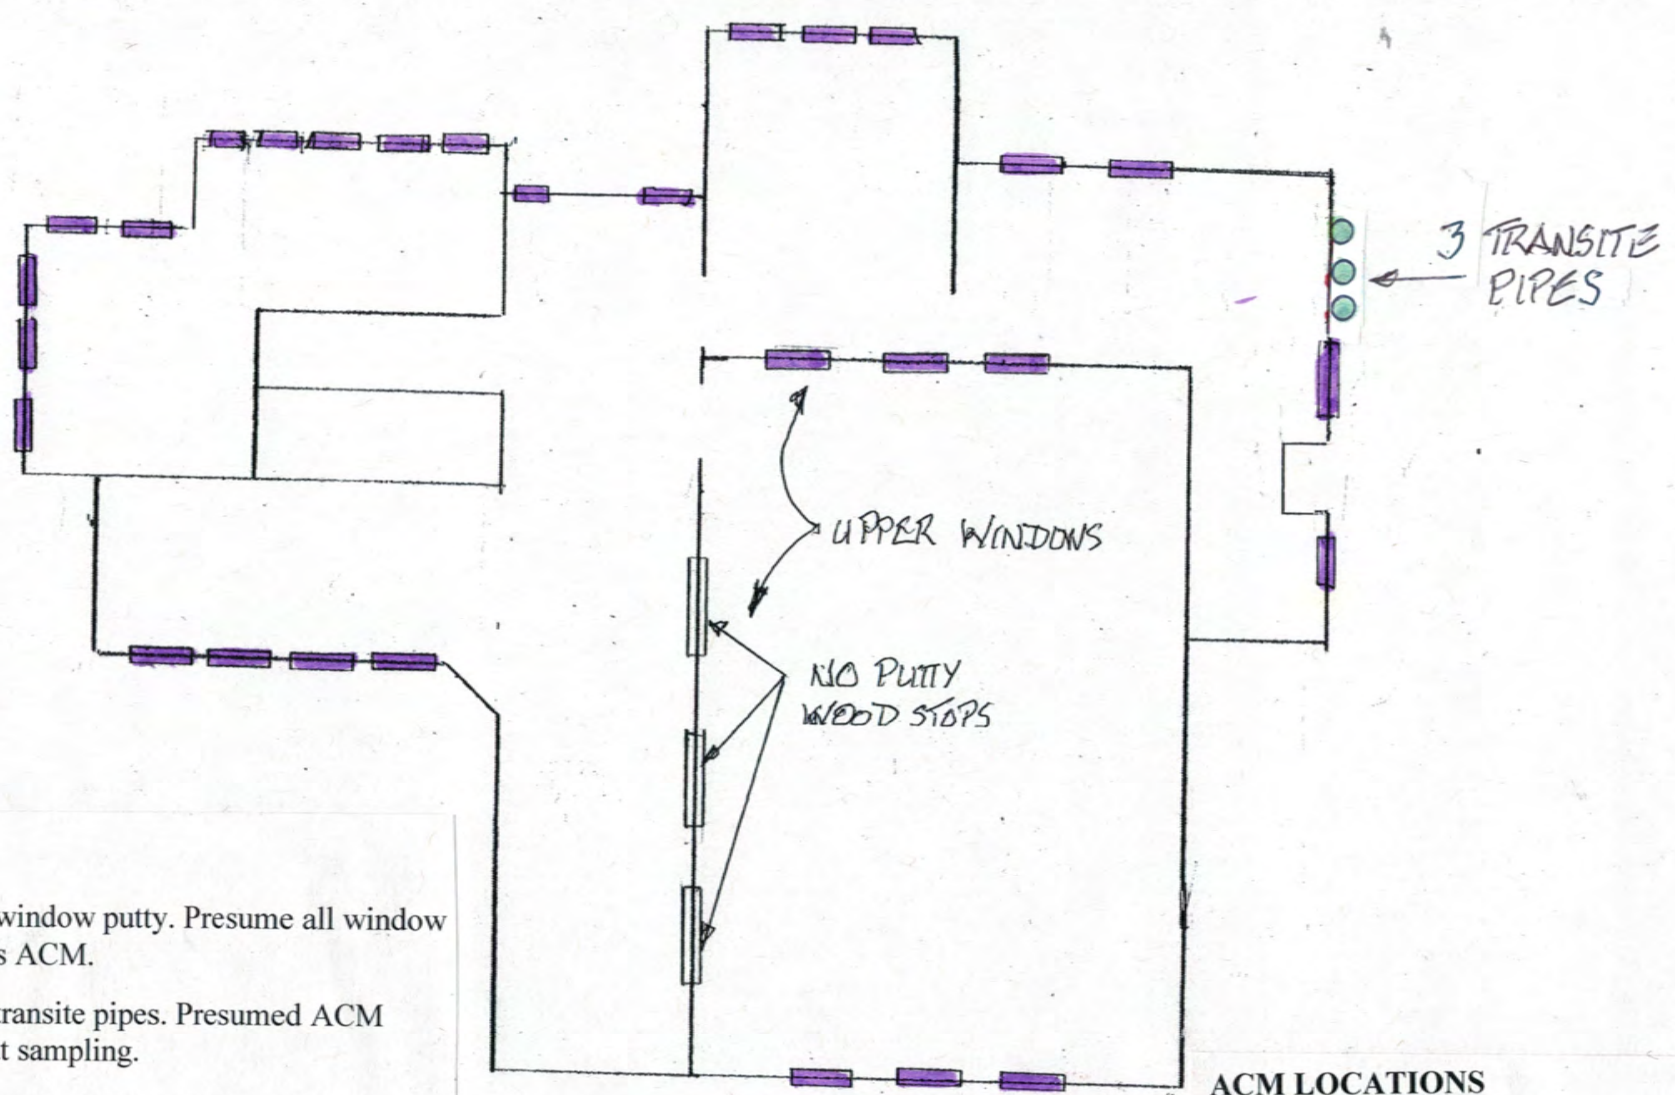 3 TRANSITE
PIPES
UPPER WINDOWS
NO PUTTY
WOOD STOPS
window putty. Presume all window
s ACM.
transite pipes. Presumed ACM
t sampling.
ACM LOCATIONS